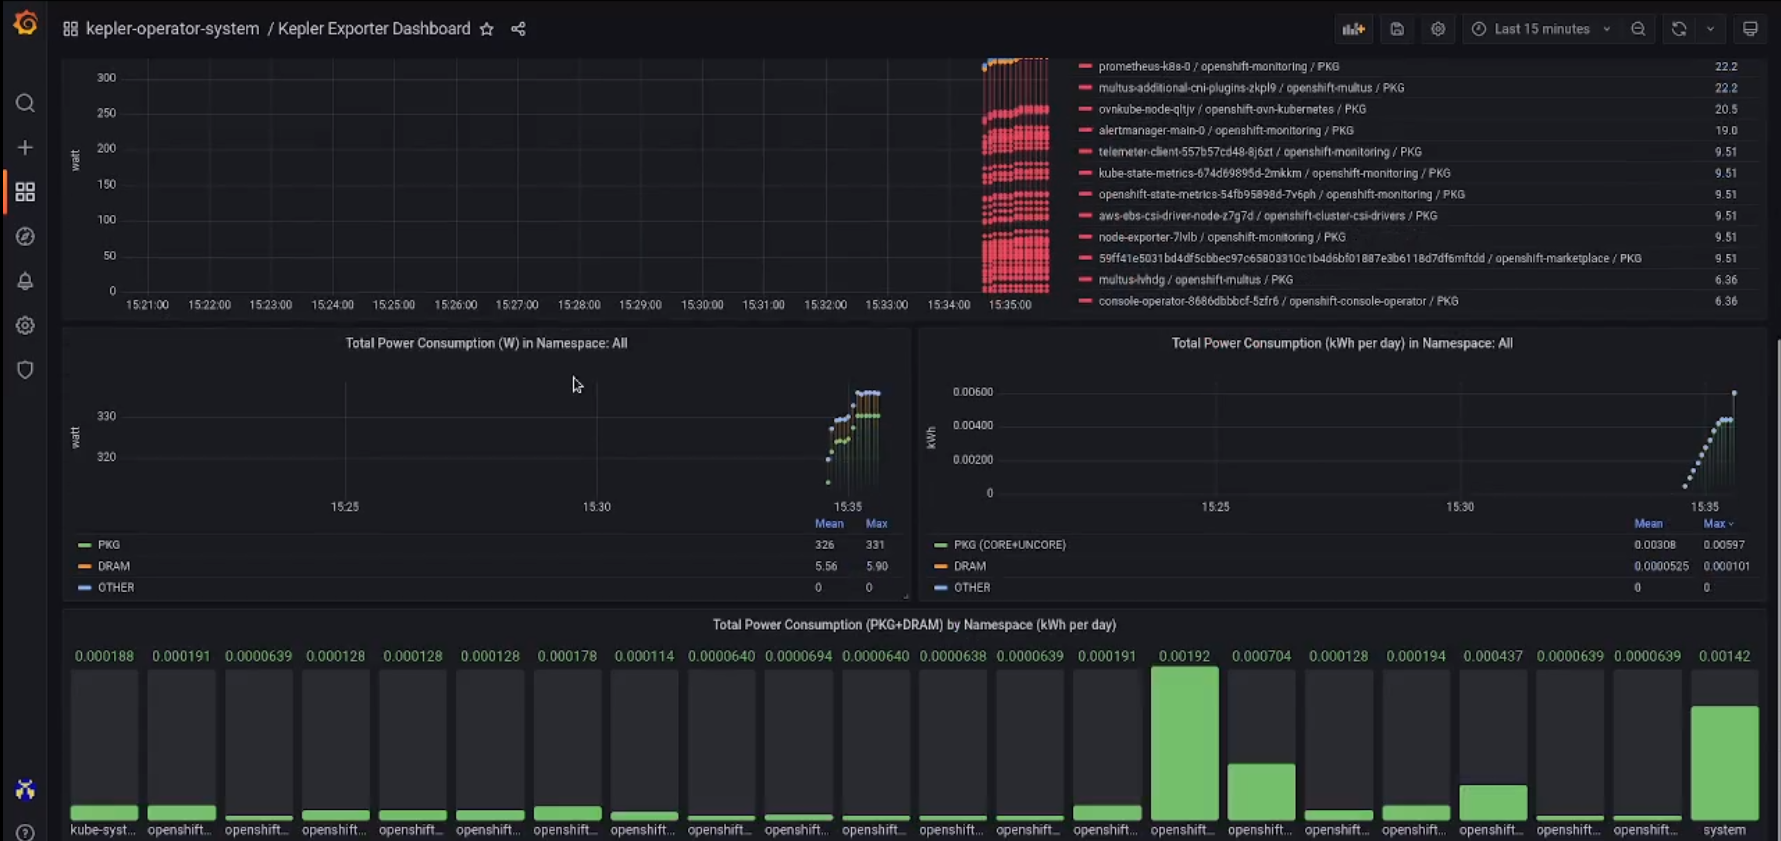 kepler-operator-system / Kepler Exporter Dashboard
Last 15 minutes
watt
300
250
200
150
100
50
0
15:21:00 15:22:00 15:23:00 15:24:00 15:25:00 15:26:00 15:27:00 15:28:00 15:29:00 15:30:00 15:31:00 15:32:00 15:33:00 15:34:00 15:35:00
prometheus-k8s-0 / openshift-monitoring / PKG 22.2
multus-additional-cni-plugins-zkpl9 / openshift-multus / PKG 22.2
ovnkube-node-qltjv / openshift-ovn-kubernetes / PKG 20.5
alertmanager-main-0 / openshift-monitoring / PKG 19.0
telemeter-client-557b57cd48-8j6zt / openshift-monitoring / PKG 9.51
kube-state-metrics-674d69895d-2mkkm / openshift-monitoring / PKG 9.51
openshift-state-metrics-54fb95898d-7v6ph / openshift-monitoring / PKG 9.51
aws-ebs-csi-driver-node-z7g7d / openshift-cluster-csi-drivers / PKG 9.51
node-exporter-7lvlb / openshift-monitoring / PKG 9.51
59ff41e5031bd4df5cbbec97c65803310c1b4d6bf01887e3b6118d7df6mftdd / openshift-marketplace / PKG 9.51
multus-lvhdg / openshift-multus / PKG 6.36
console-operator-8686dbbbcf-5zfr6 / openshift-console-operator / PKG 6.36
Total Power Consumption (W) in Namespace: All
watt
330
320
15:25 15:30 15:35
Mean Max
PKG 326 331
DRAM 5.56 5.90
OTHER 0 0
Total Power Consumption (kWh per day) in Namespace: All
kWh
0.00600
0.00400
0.00200
0
15:25 15:30 15:35
Mean Max
PKG (CORE+UNCORE) 0.00308 0.00597
DRAM 0.0000525 0.000101
OTHER 0 0
Total Power Consumption (PKG+DRAM) by Namespace (kWh per day)
0.000188 0.000191 0.0000639 0.000128 0.000128 0.000128 0.000178 0.000114 0.0000640 0.0000694 0.0000640 0.0000638 0.0000639 0.000191 0.00192 0.000704 0.000128 0.000194 0.000437 0.0000639 0.0000639 0.00142
kube-syst... openshift... openshift... openshift... openshift... openshift... openshift... openshift... openshift... openshift... openshift... openshift... openshift... openshift... openshift... openshift... openshift... openshift... openshift... openshift... openshift... system